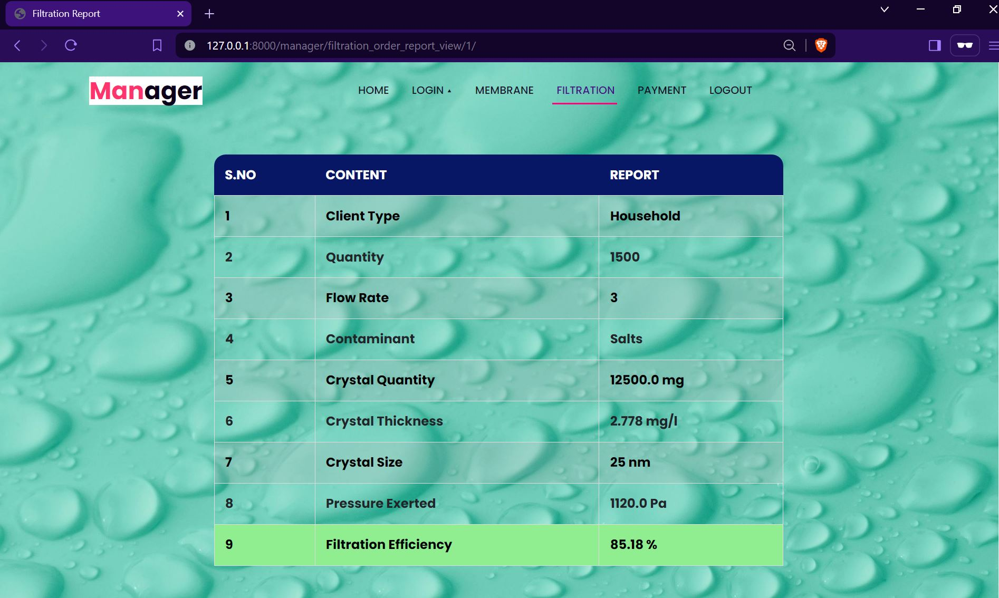 Filtration Report
127.0.0.1:8000/manager/filtration_order_report_view/1/
Manager
HOME LOGIN ▲ MEMBRANE FILTRATION PAYMENT LOGOUT
S.NO CONTENT REPORT
1 Client Type Household
2 Quantity 1500
3 Flow Rate 3
4 Contaminant Salts
5 Crystal Quantity 12500.0 mg
6 Crystal Thickness 2.778 mg/l
7 Crystal Size 25 nm
8 Pressure Exerted 1120.0 Pa
9 Filtration Efficiency 85.18 %